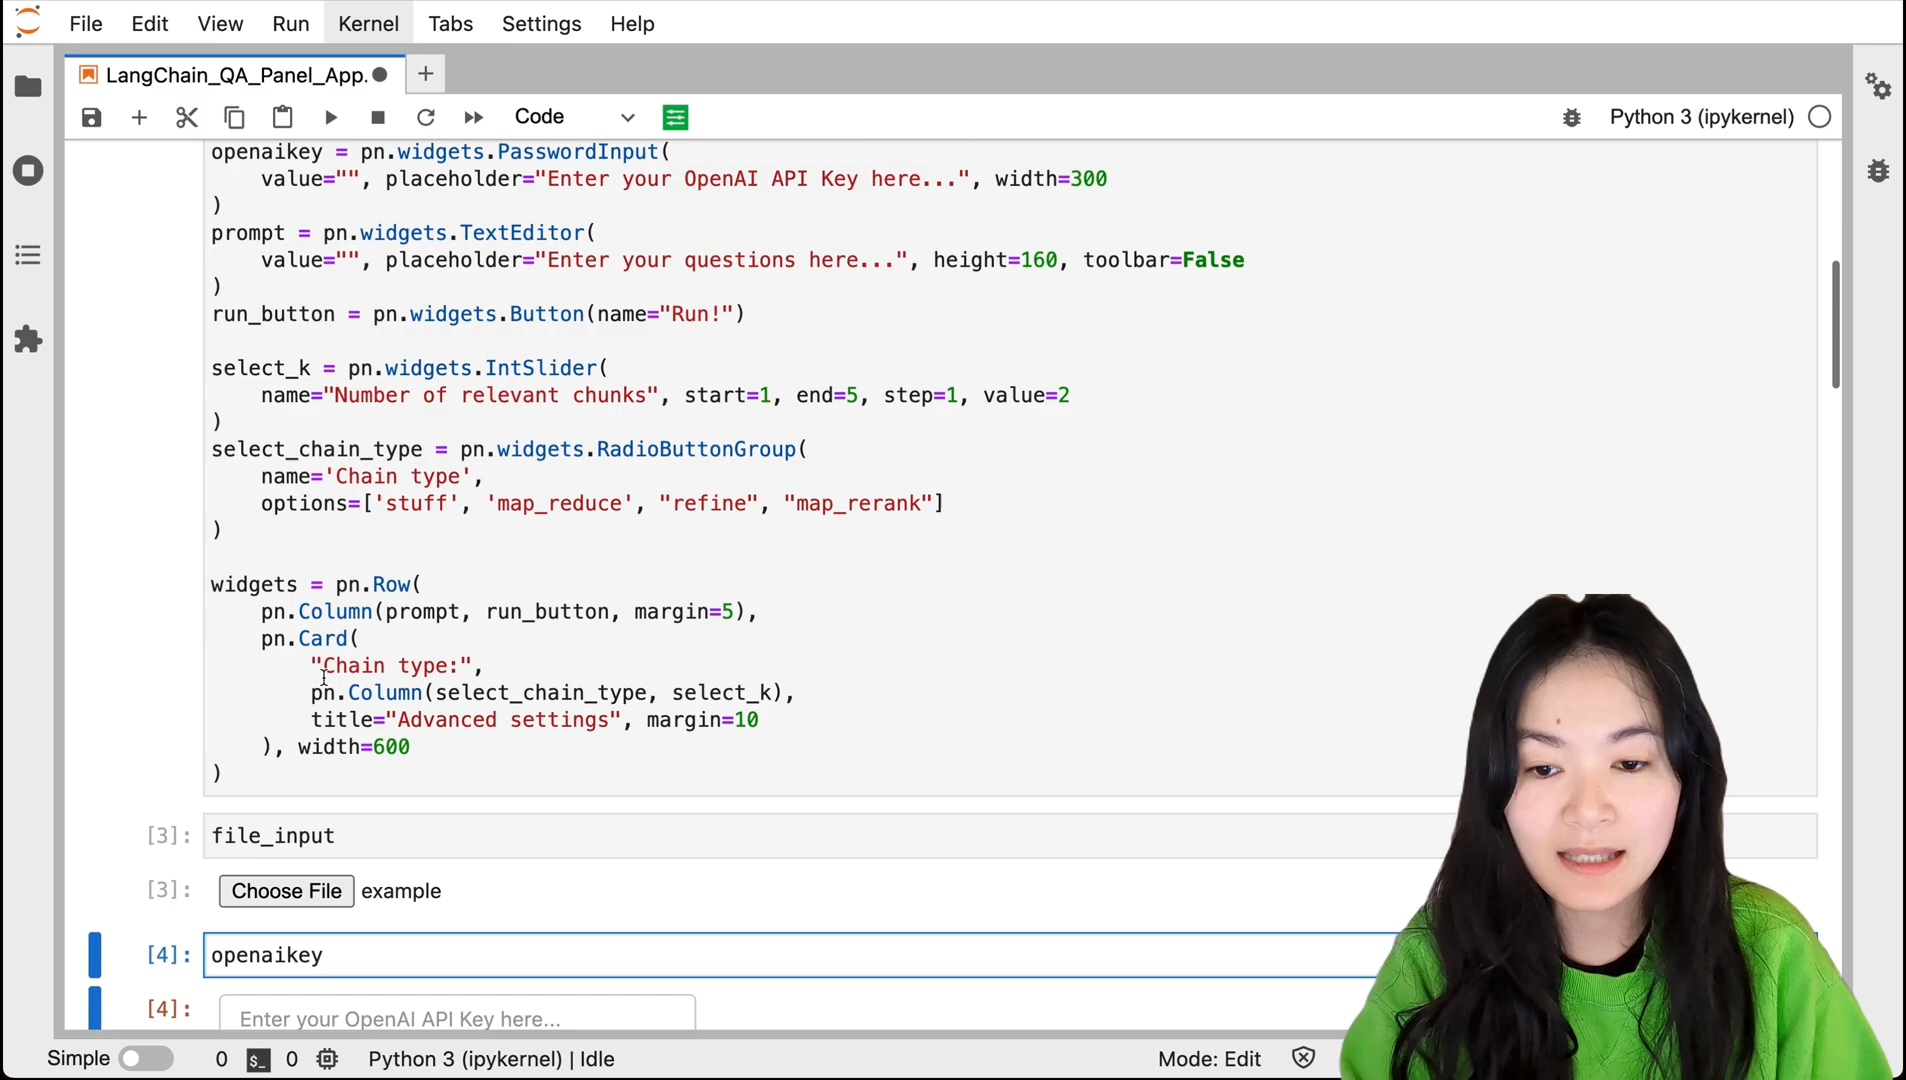 File Edit View Run Kernel Tabs Settings Help
LangChain_QA_Panel_App.
Code
Python 3 (ipykernel)
openaikey = pn.widgets.PasswordInput(
    value="", placeholder="Enter your OpenAI API Key here...", width=300
)
prompt = pn.widgets.TextEditor(
    value="", placeholder="Enter your questions here...", height=160, toolbar=False
)
run_button = pn.widgets.Button(name="Run!")
select_k = pn.widgets.IntSlider(
    name="Number of relevant chunks", start=1, end=5, step=1, value=2
)
select_chain_type = pn.widgets.RadioButtonGroup(
    name='Chain type',
    options=['stuff', 'map_reduce', "refine", "map_rerank"]
)
widgets = pn.Row(
    pn.Column(prompt, run_button, margin=5),
    pn.Card(
        "Chain type:",
        pn.Column(select_chain_type, select_k),
        title="Advanced settings", margin=10
    ), width=600
)
[3]: file_input
[3]: Choose File example
[4]: openaikey
[4]: Enter your OpenAI API Key here...
Simple 0 $_ 0 Python 3 (ipykernel) | Idle Mode: Edit